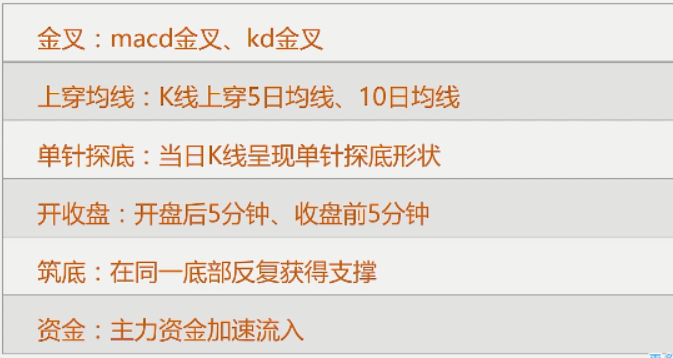 金叉：macd金叉、kd金叉
上穿均线：K线上穿5日均线、10日均线
单针探底：当日K线呈现单针探底形状
开收盘：开盘后5分钟、收盘前5分钟
筑底：在同一底部反复获得支撑
资金：主力资金加速流入